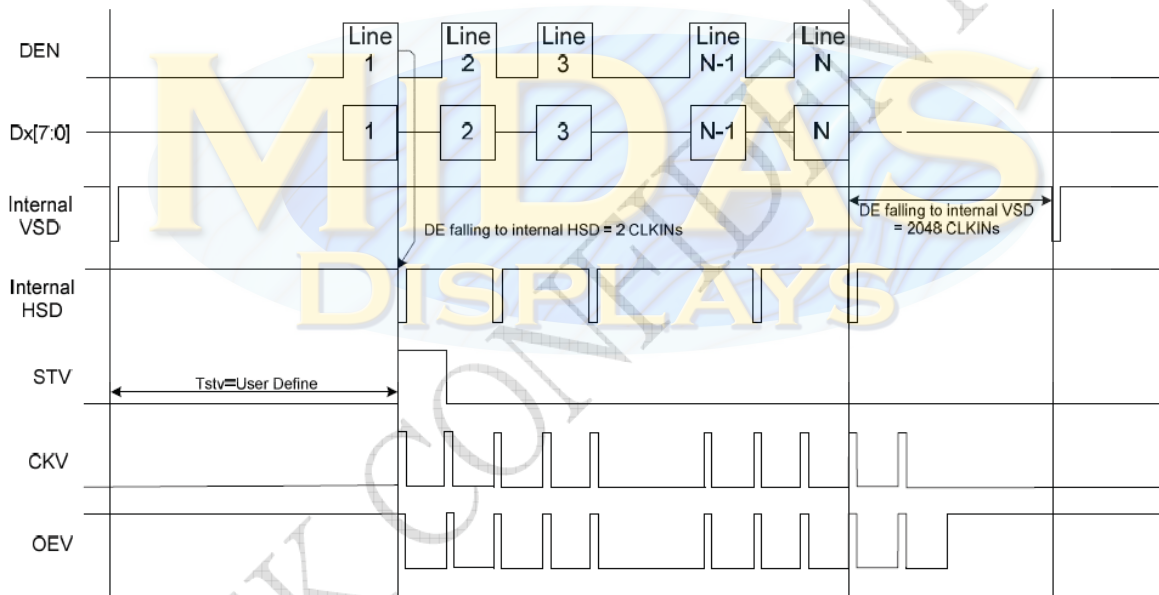 DEN
Line
1
Line
2
Line
3
Line
N-1
Line
N
Dx[7:0]
1
2
3
N-1
N
Internal
VSD
DE falling to internal HSD = 2 CLKINs
DE falling to internal VSD
= 2048 CLKINs
Internal
HSD
STV
Tstv=User Define
CKV
OEV
MIDAS
DISPLAYS